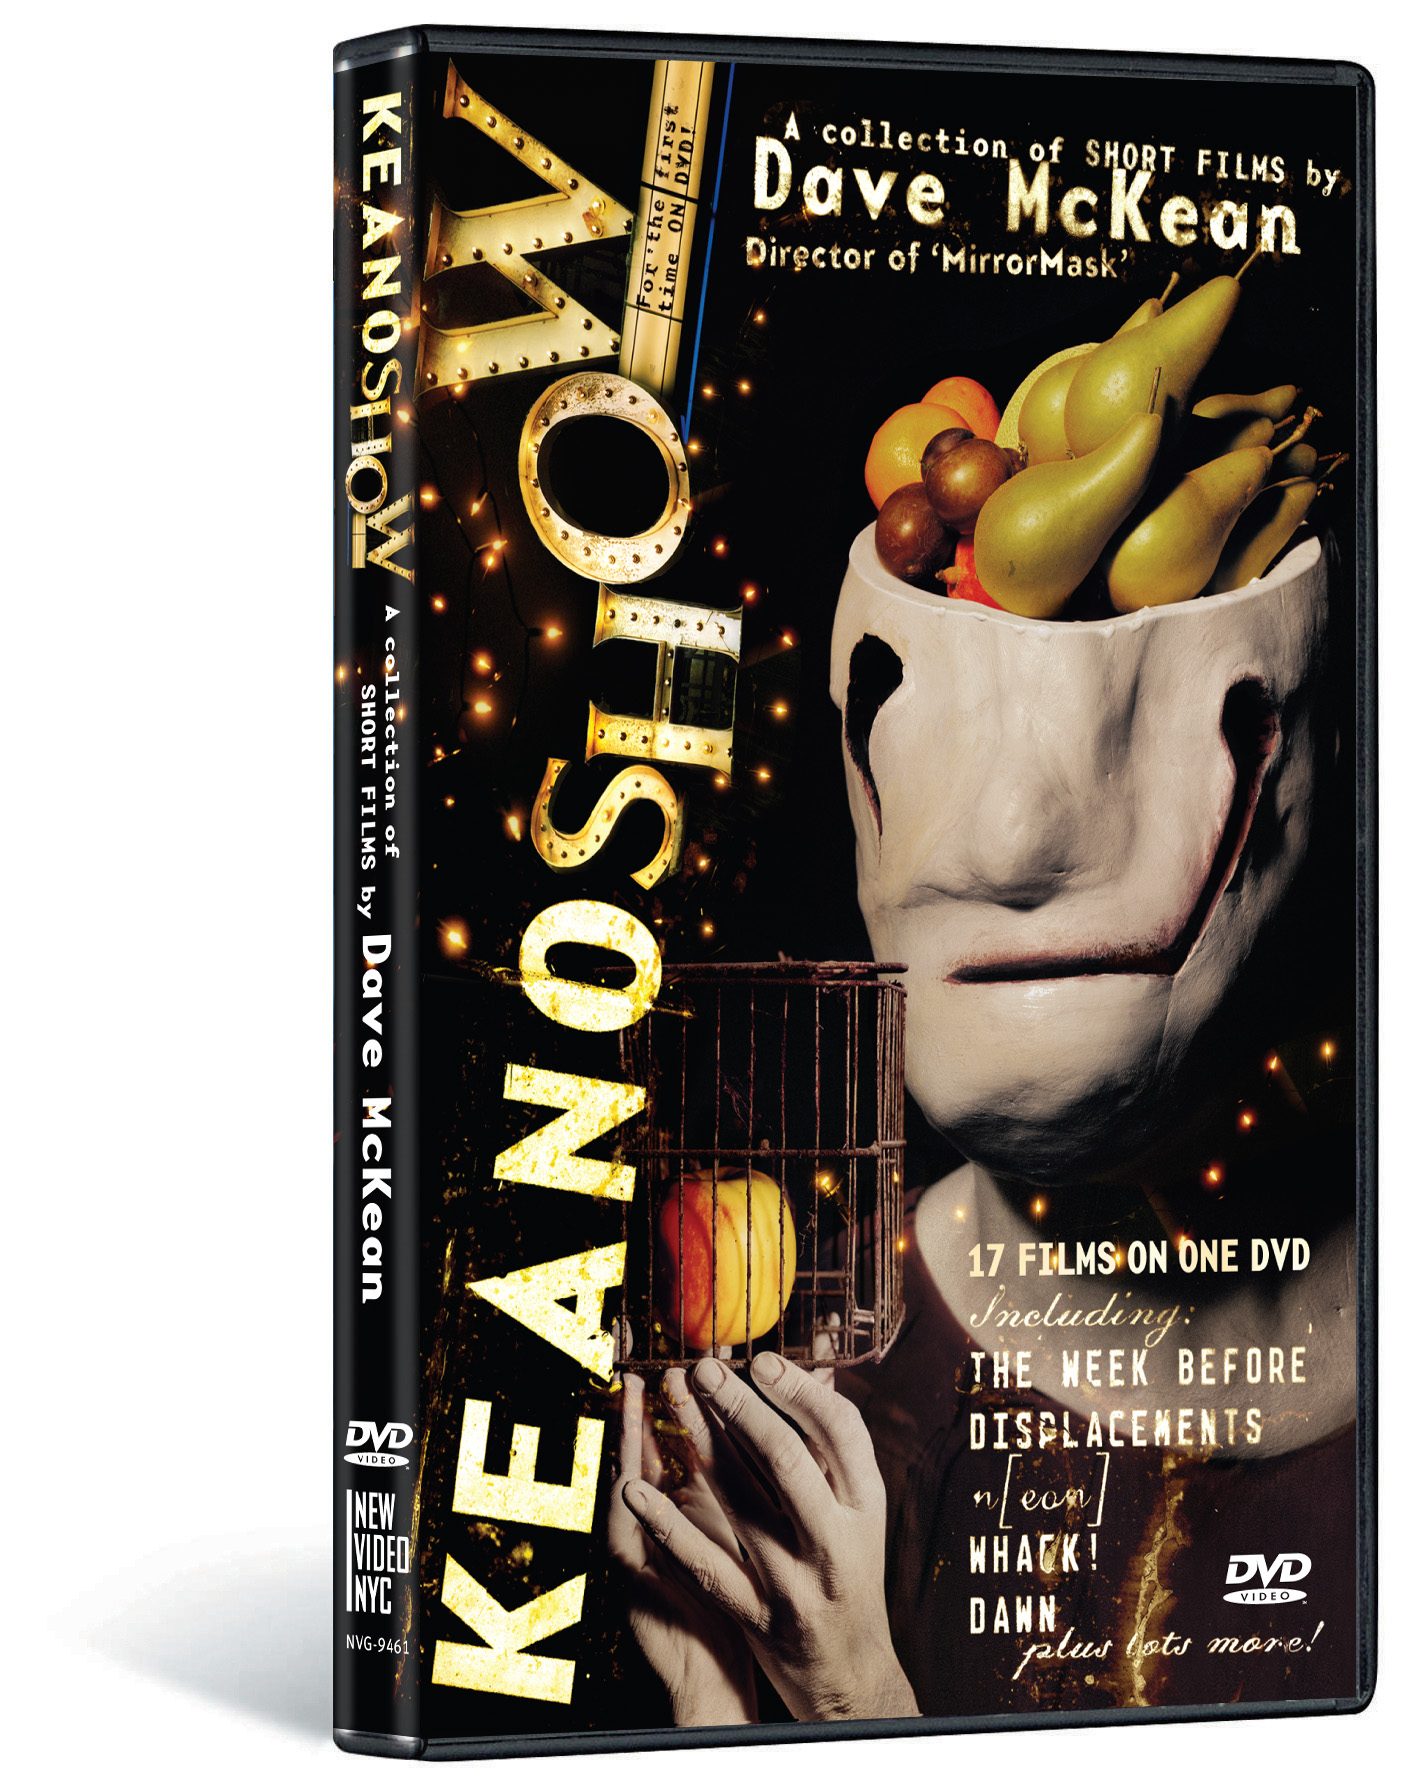 KEANOSHOW
A collection of
SHORT FILMS by Dave McKean
DVD
VIDEO
NEW
VIDEO
NYC
NVG-9461
KEANOSHOW
For the first
time ON DVD!
A collection of SHORT FILMS by
Dave McKean
Director of ‘MirrorMask’
17 FILMS ON ONE DVD
Including:
THE WEEK BEFORE
DISPLACEMENTS
n[eon]
WHACK!
DAWN
plus lots more!
DVD
VIDEO